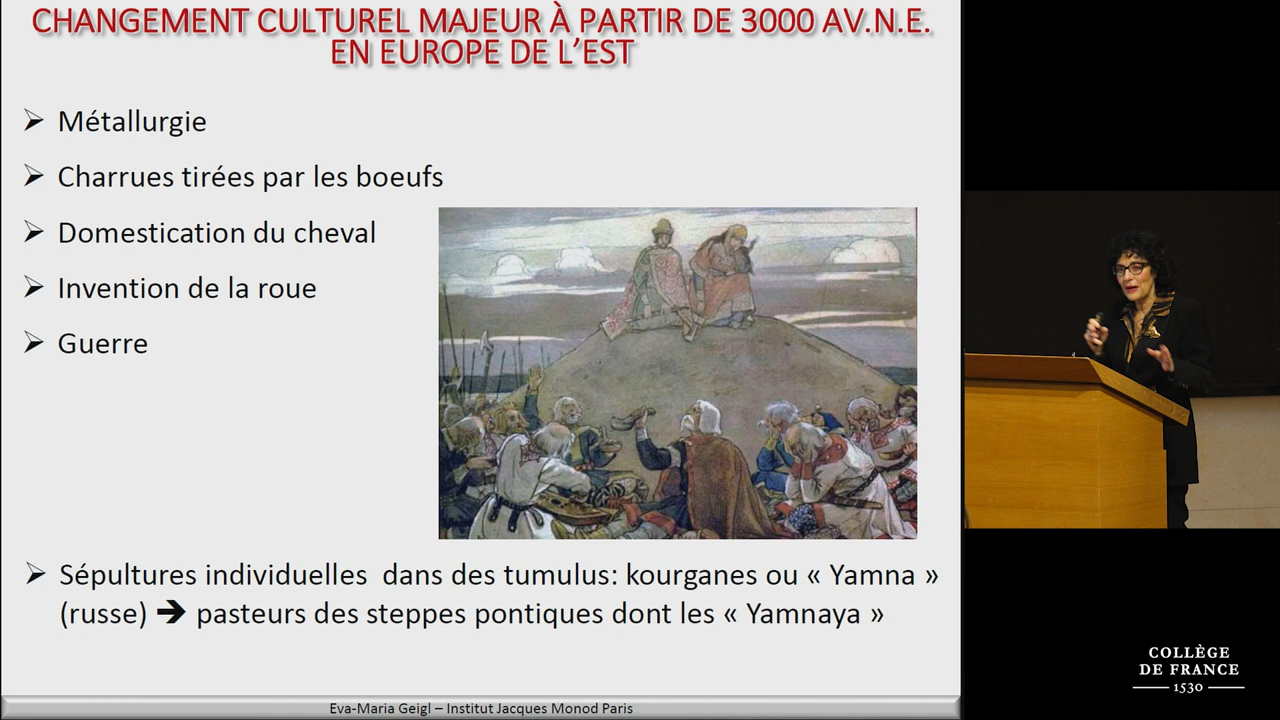 CHANGEMENT CULTUREL MAJEUR À PARTIR DE 3000 AV.N.E.
EN EUROPE DE L'EST
Métallurgie
Charrues tirées par les boeufs
Domestication du cheval
Invention de la roue
Guerre
Sépultures individuelles dans des tumulus: kourganes ou « Yamna »
(russe) ➔ pasteurs des steppes pontiques dont les « Yamnaya »
Eva-Maria Geigl – Institut Jacques Monod Paris
COLLÈGE
DE FRANCE
1530